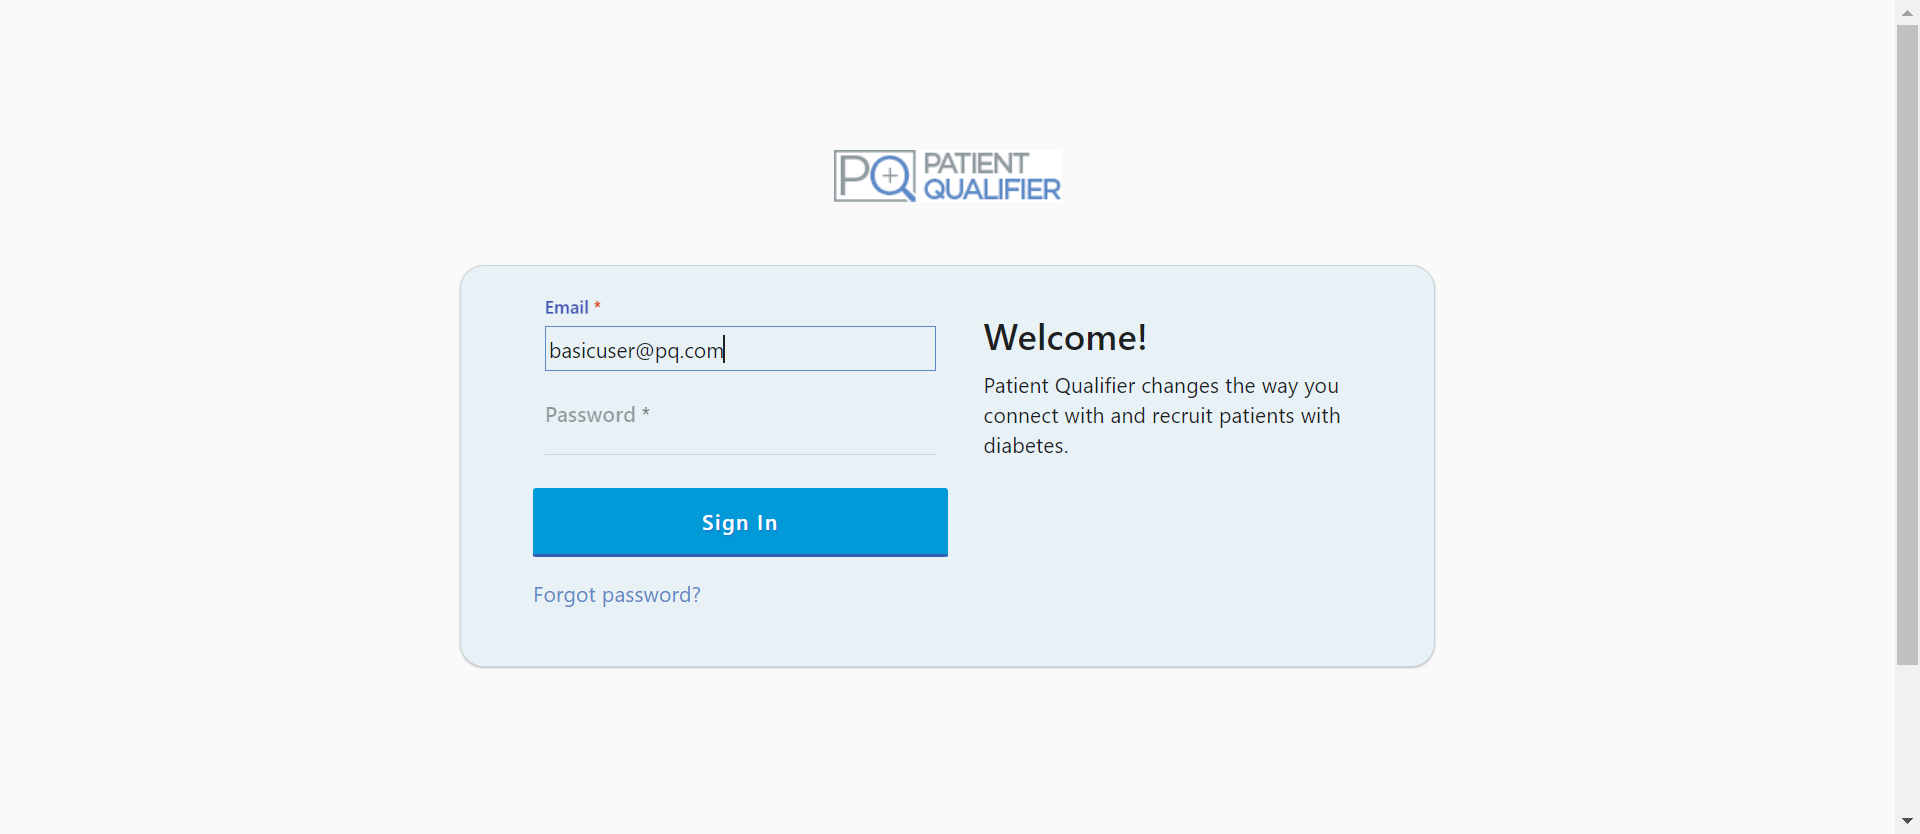 PQ PATIENT
QUALIFIER
Email *
basicuser@pq.com
Password *
Sign In
Forgot password?
Welcome!
Patient Qualifier changes the way you
connect with and recruit patients with
diabetes.